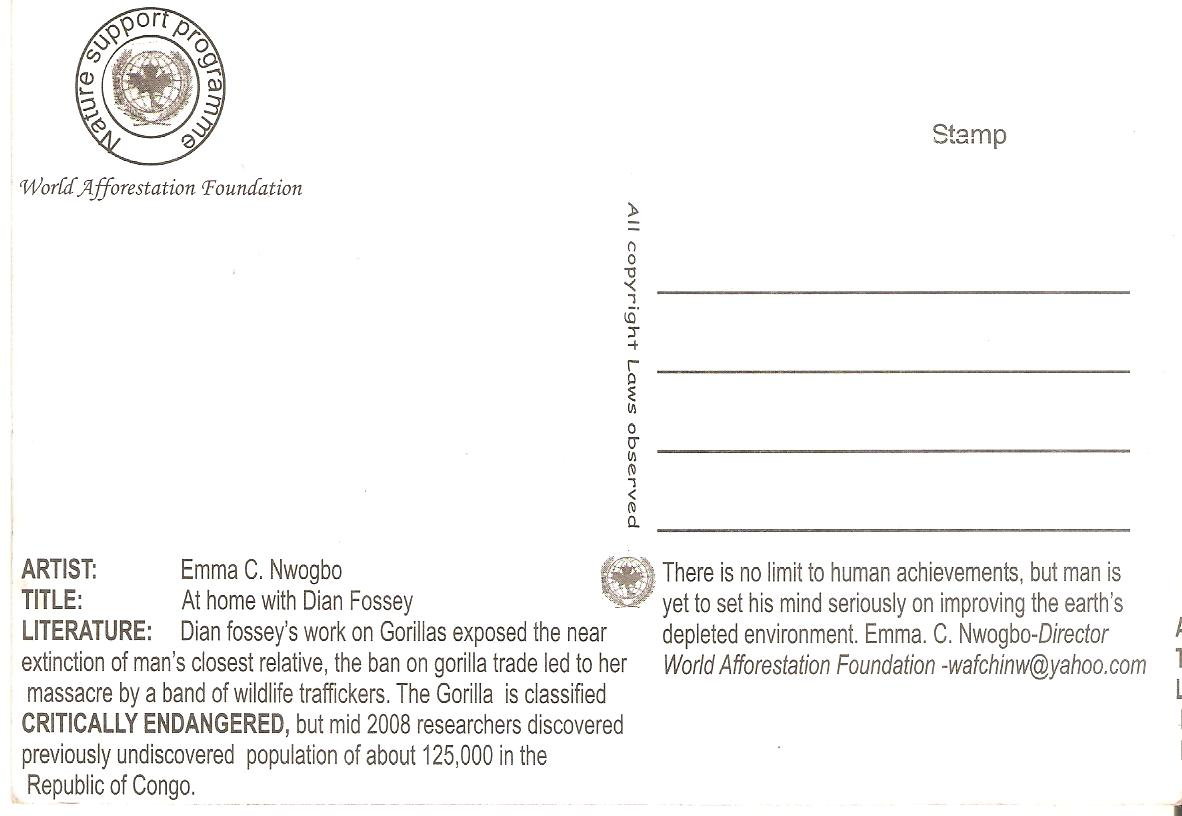 Nature support programme
World Afforestation Foundation
Stamp
All copyright Laws observed
ARTIST: Emma C. Nwogbo
TITLE: At home with Dian Fossey
LITERATURE: Dian fossey's work on Gorillas exposed the near
extinction of man's closest relative, the ban on gorilla trade led to her
massacre by a band of wildlife traffickers. The Gorilla is classified
CRITICALLY ENDANGERED, but mid 2008 researchers discovered
previously undiscovered population of about 125,000 in the
Republic of Congo.
There is no limit to human achievements, but man is
yet to set his mind seriously on improving the earth's
depleted environment. Emma. C. Nwogbo-Director
World Afforestation Foundation -wafchinw@yahoo.com